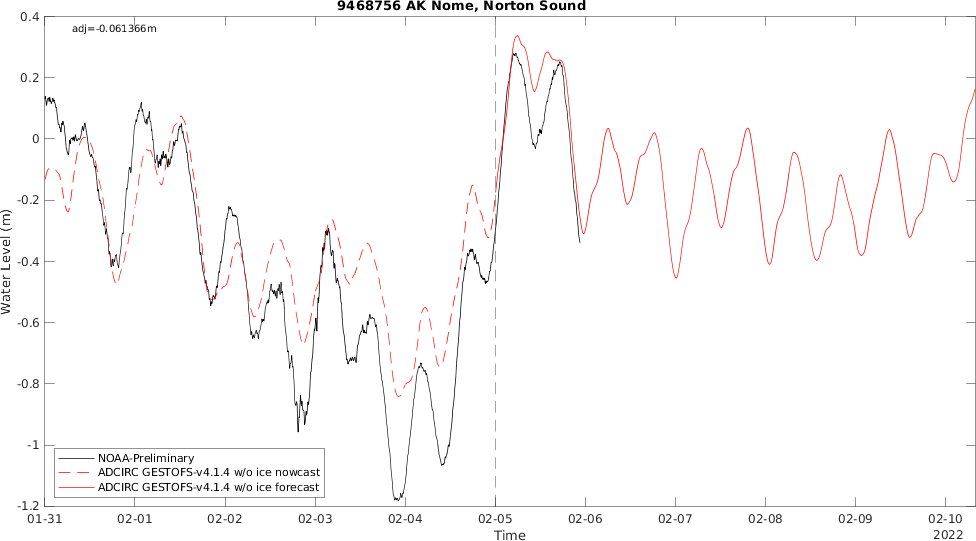 9468756 AK Nome, Norton Sound
adj=-0.061366m
0.4
0.2
0
-0.2
-0.4
-0.6
-0.8
-1
-1.2
Water Level (m)
NOAA-Preliminary
ADCIRC GESTOFS-v4.1.4 w/o ice nowcast
ADCIRC GESTOFS-v4.1.4 w/o ice forecast
01-31 02-01 02-02 02-03 02-04 02-05 02-06 02-07 02-08 02-09 02-10
Time
2022